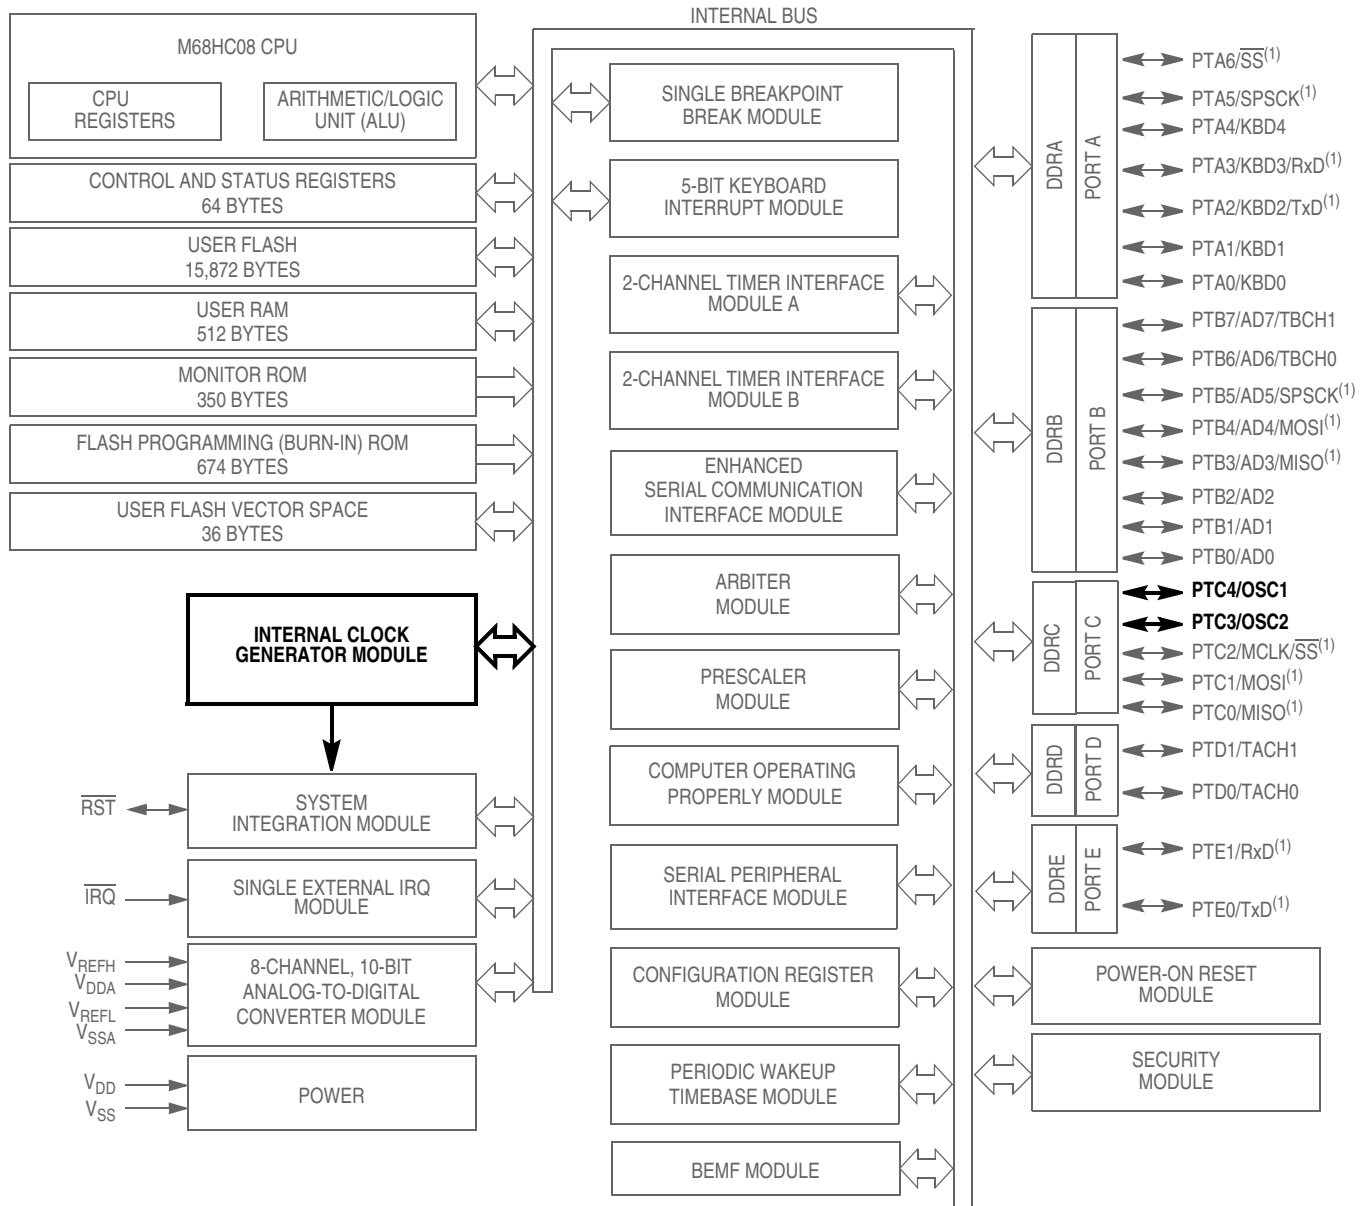 INTERNAL BUS
M68HC08 CPU
CPU
REGISTERS
ARITHMETIC/LOGIC
UNIT (ALU)
CONTROL AND STATUS REGISTERS
64 BYTES
USER FLASH
15,872 BYTES
USER RAM
512 BYTES
MONITOR ROM
350 BYTES
FLASH PROGRAMMING (BURN-IN) ROM
674 BYTES
USER FLASH VECTOR SPACE
36 BYTES
INTERNAL CLOCK
GENERATOR MODULE
RST
SYSTEM
INTEGRATION MODULE
IRQ
SINGLE EXTERNAL IRQ
MODULE
VREFH
VDDA
VREFL
VSSA
8-CHANNEL, 10-BIT
ANALOG-TO-DIGITAL
CONVERTER MODULE
VDD
VSS
POWER
SINGLE BREAKPOINT
BREAK MODULE
5-BIT KEYBOARD
INTERRUPT MODULE
2-CHANNEL TIMER INTERFACE
MODULE A
2-CHANNEL TIMER INTERFACE
MODULE B
ENHANCED
SERIAL COMMUNICATION
INTERFACE MODULE
ARBITER
MODULE
PRESCALER
MODULE
COMPUTER OPERATING
PROPERLY MODULE
SERIAL PERIPHERAL
INTERFACE MODULE
CONFIGURATION REGISTER
MODULE
PERIODIC WAKEUP
TIMEBASE MODULE
BEMF MODULE
DDRA
PORT A
PTA6/SS(1)
PTA5/SPSCK(1)
PTA4/KBD4
PTA3/KBD3/RxD(1)
PTA2/KBD2/TxD(1)
PTA1/KBD1
PTA0/KBD0
DDRB
PORT B
PTB7/AD7/TBCH1
PTB6/AD6/TBCH0
PTB5/AD5/SPSCK(1)
PTB4/AD4/MOSI(1)
PTB3/AD3/MISO(1)
PTB2/AD2
PTB1/AD1
PTB0/AD0
DDRC
PORT C
PTC4/OSC1
PTC3/OSC2
PTC2/MCLK/SS(1)
PTC1/MOSI(1)
PTC0/MISO(1)
DDRD
PORT D
PTD1/TACH1
PTD0/TACH0
DDRE
PORT E
PTE1/RxD(1)
PTE0/TxD(1)
POWER-ON RESET
MODULE
SECURITY
MODULE